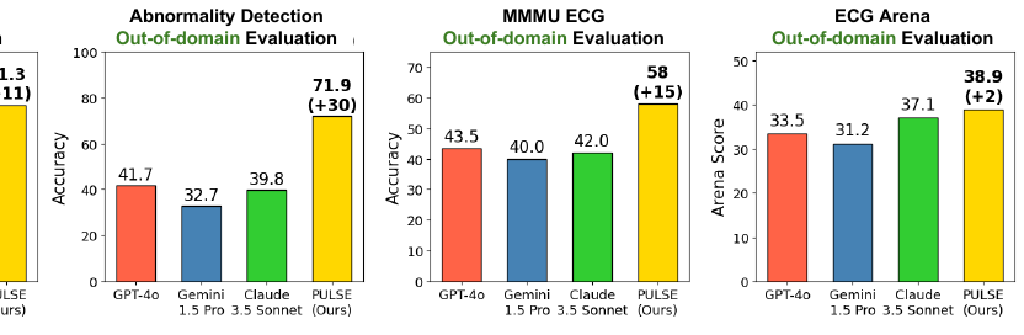 Abnormality Detection
Out-of-domain Evaluation
Accuracy
100
80
60
40
20
0
41.7
32.7
39.8
71.9
(+30)
GPT-4o
Gemini
1.5 Pro
Claude
3.5 Sonnet
PULSE
(Ours)
MMMU ECG
Out-of-domain Evaluation
Accuracy
70
60
50
40
30
20
10
0
43.5
40.0
42.0
58
(+15)
GPT-4o
Gemini
1.5 Pro
Claude
3.5 Sonnet
PULSE
(Ours)
ECG Arena
Out-of-domain Evaluation
Arena Score
50
40
30
20
10
0
33.5
31.2
37.1
38.9
(+2)
GPT-4o
Gemini
1.5 Pro
Claude
3.5 Sonnet
PULSE
(Ours)